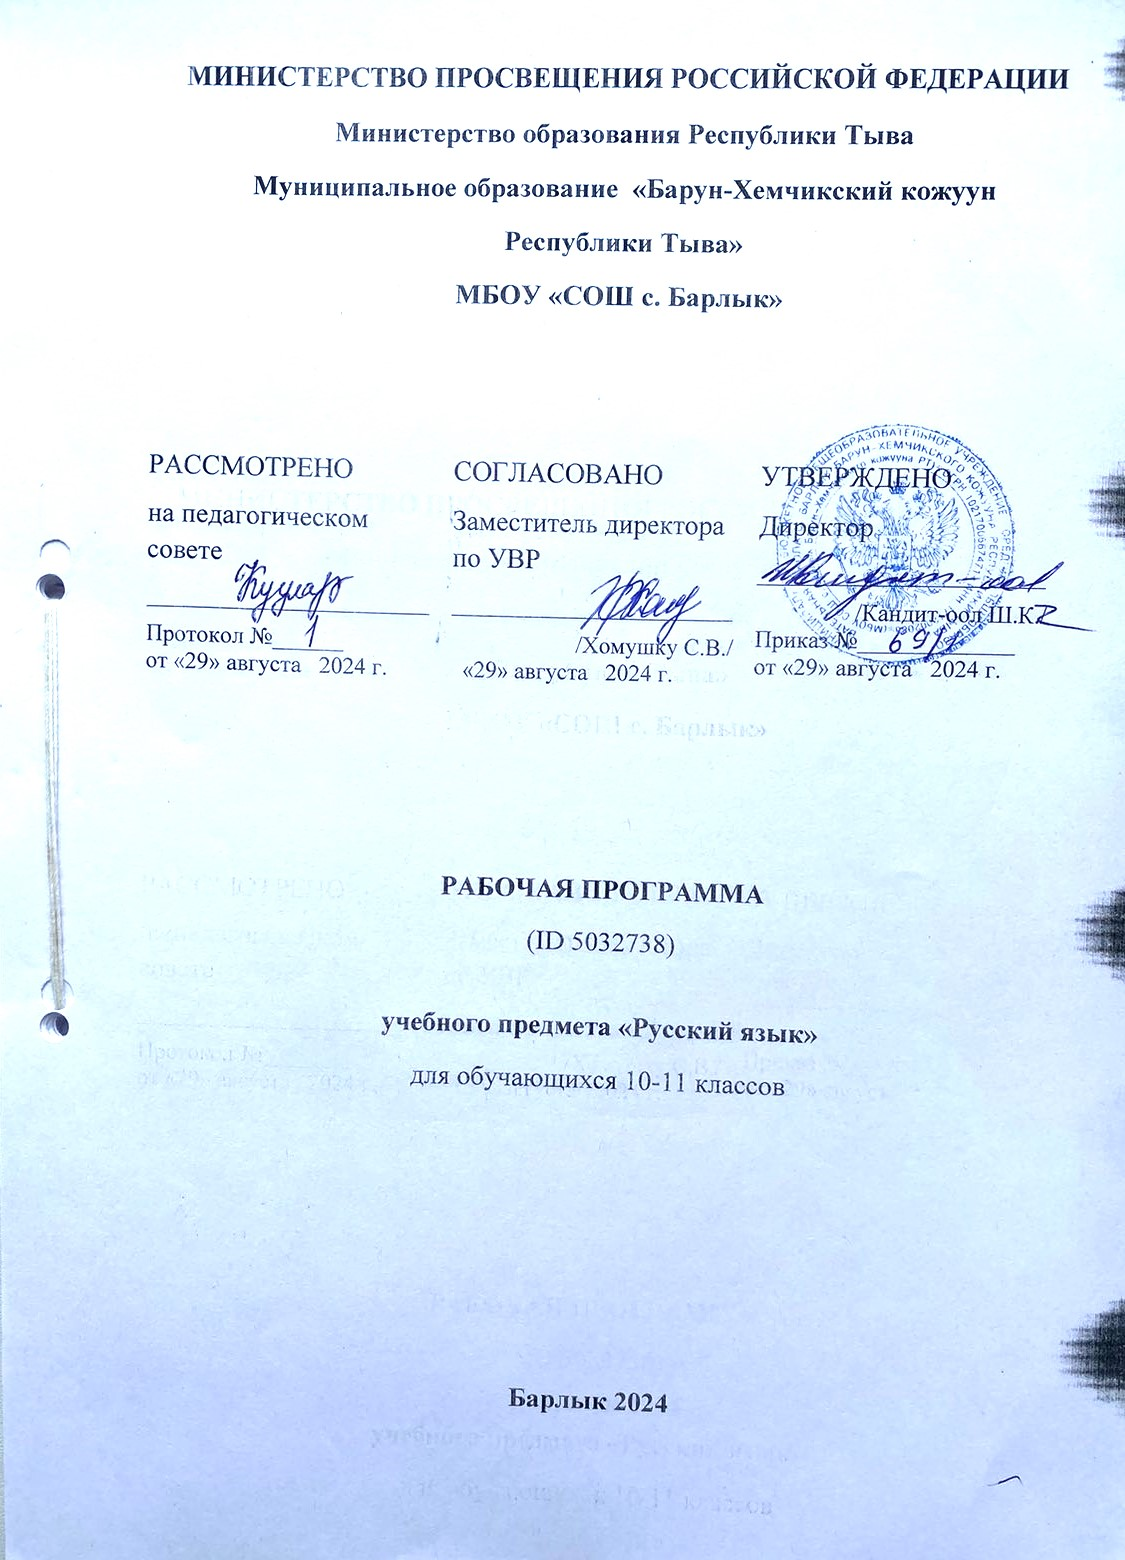 МИНИСТЕРСТВО ПРОСВЕЩЕНИЯ РОССИЙСКОЙ ФЕДЕРАЦИИ
Министерство образования Республики Тыва
Муниципальное образование «Барун-Хемчикский кожуун
Республики Тыва»
МБОУ «СОШ с. Барлык»
РАССМОТРЕНО
на педагогическом
совете
Куулар
Протокол № 1
от «29» августа 2024 г.
СОГЛАСОВАНО
Заместитель директора
по УВР
/Хомушку С.В./
«29» августа 2024 г.
УТВЕРЖДЕНО
Директор
/Кандит-оол Ш.К
Приказ №
от «29» августа 2024 г.
РАБОЧАЯ ПРОГРАММА
(ID 5032738)
учебного предмета «Русский язык»
для обучающихся 10-11 классов
Барлык 2024